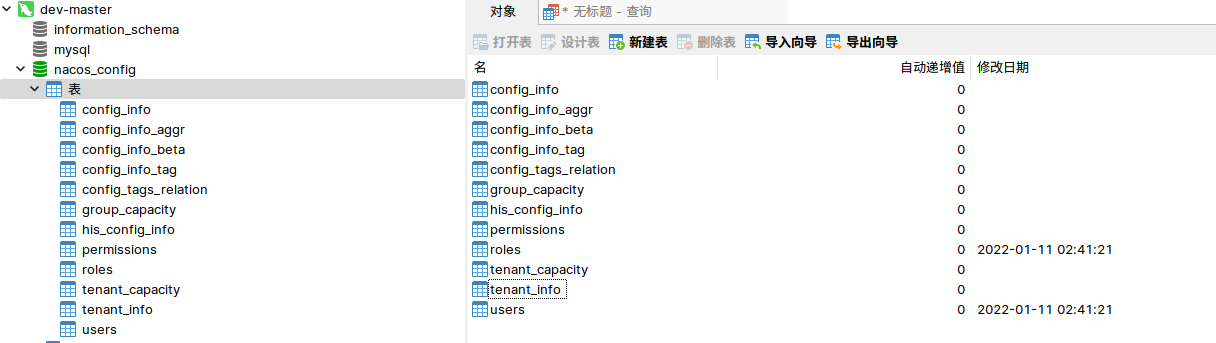 dev-master
information_schema
mysql
nacos_config
表
config_info
config_info_aggr
config_info_beta
config_info_tag
config_tags_relation
group_capacity
his_config_info
permissions
roles
tenant_capacity
tenant_info
users
对象 * 无标题 - 查询
打开表 设计表 新建表 删除表 导入向导 导出向导
名 自动递增值 修改日期
config_info 0
config_info_aggr 0
config_info_beta 0
config_info_tag 0
config_tags_relation 0
group_capacity 0
his_config_info 0
permissions 0
roles 0 2022-01-11 02:41:21
tenant_capacity 0
tenant_info 0
users 0 2022-01-11 02:41:21